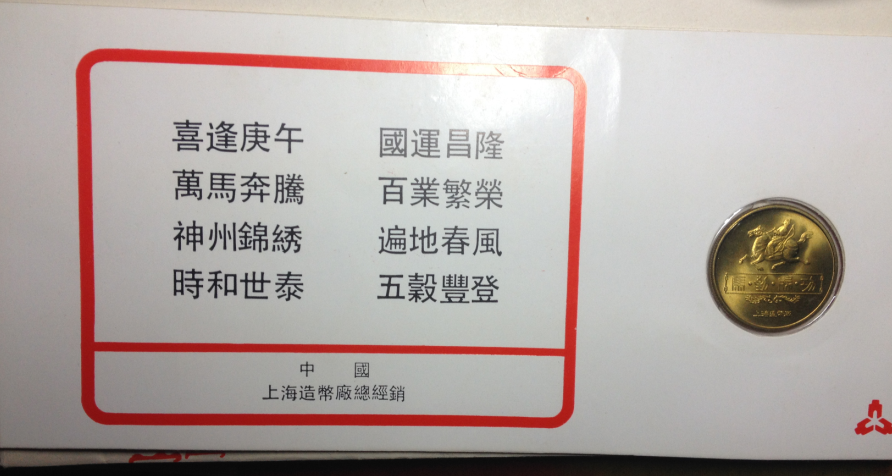 喜逢庚午 國運昌隆
萬馬奔騰 百業繁榮
神州錦綉 遍地春風
時和世泰 五穀豐登
中 國
上海造幣廠總經銷